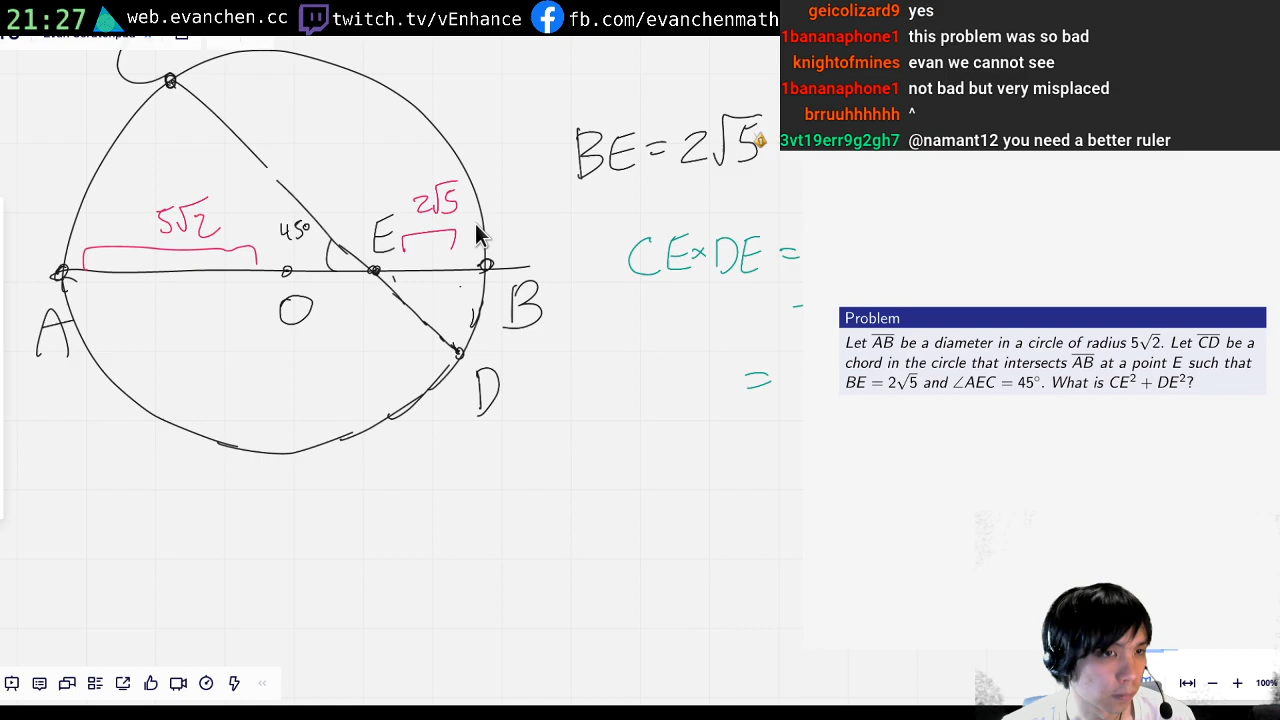 21:27 web.evanchen.cc twitch.tv/vEnhance fb.com/evanchenmath
geicolizard9 yes
1bananaphone1 this problem was so bad
knightofmines evan we cannot see
1bananaphone1 not bad but very misplaced
brruuhhhhhh ^
3vt19err9g2gh7 @namant12 you need a better ruler
BE = 2√5
5√2
45°
E
2√5
CE×DE =
=
A
O
B
D
Problem
Let AB be a diameter in a circle of radius 5√2. Let CD be a
chord in the circle that intersects AB at a point E such that
BE = 2√5 and ∠AEC = 45°. What is CE² + DE²?
100%